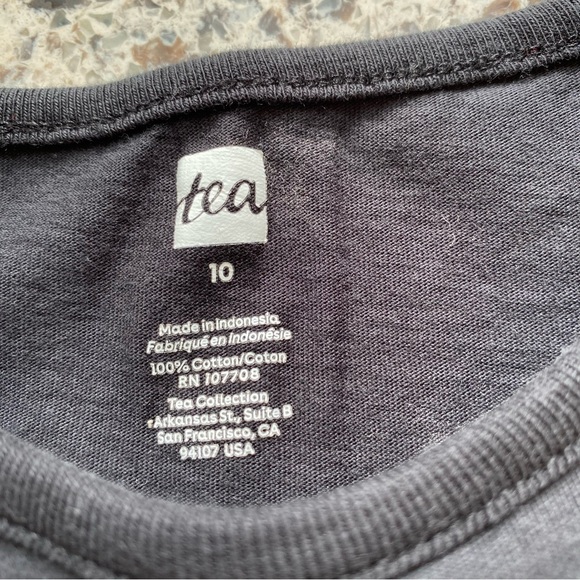 tea
10
Made in Indonesia
Fabriqué en Indonésie
100% Cotton/Coton
RN 107708
Tea Collection
Arkansas St., Suite B
San Francisco, CA
94107 USA